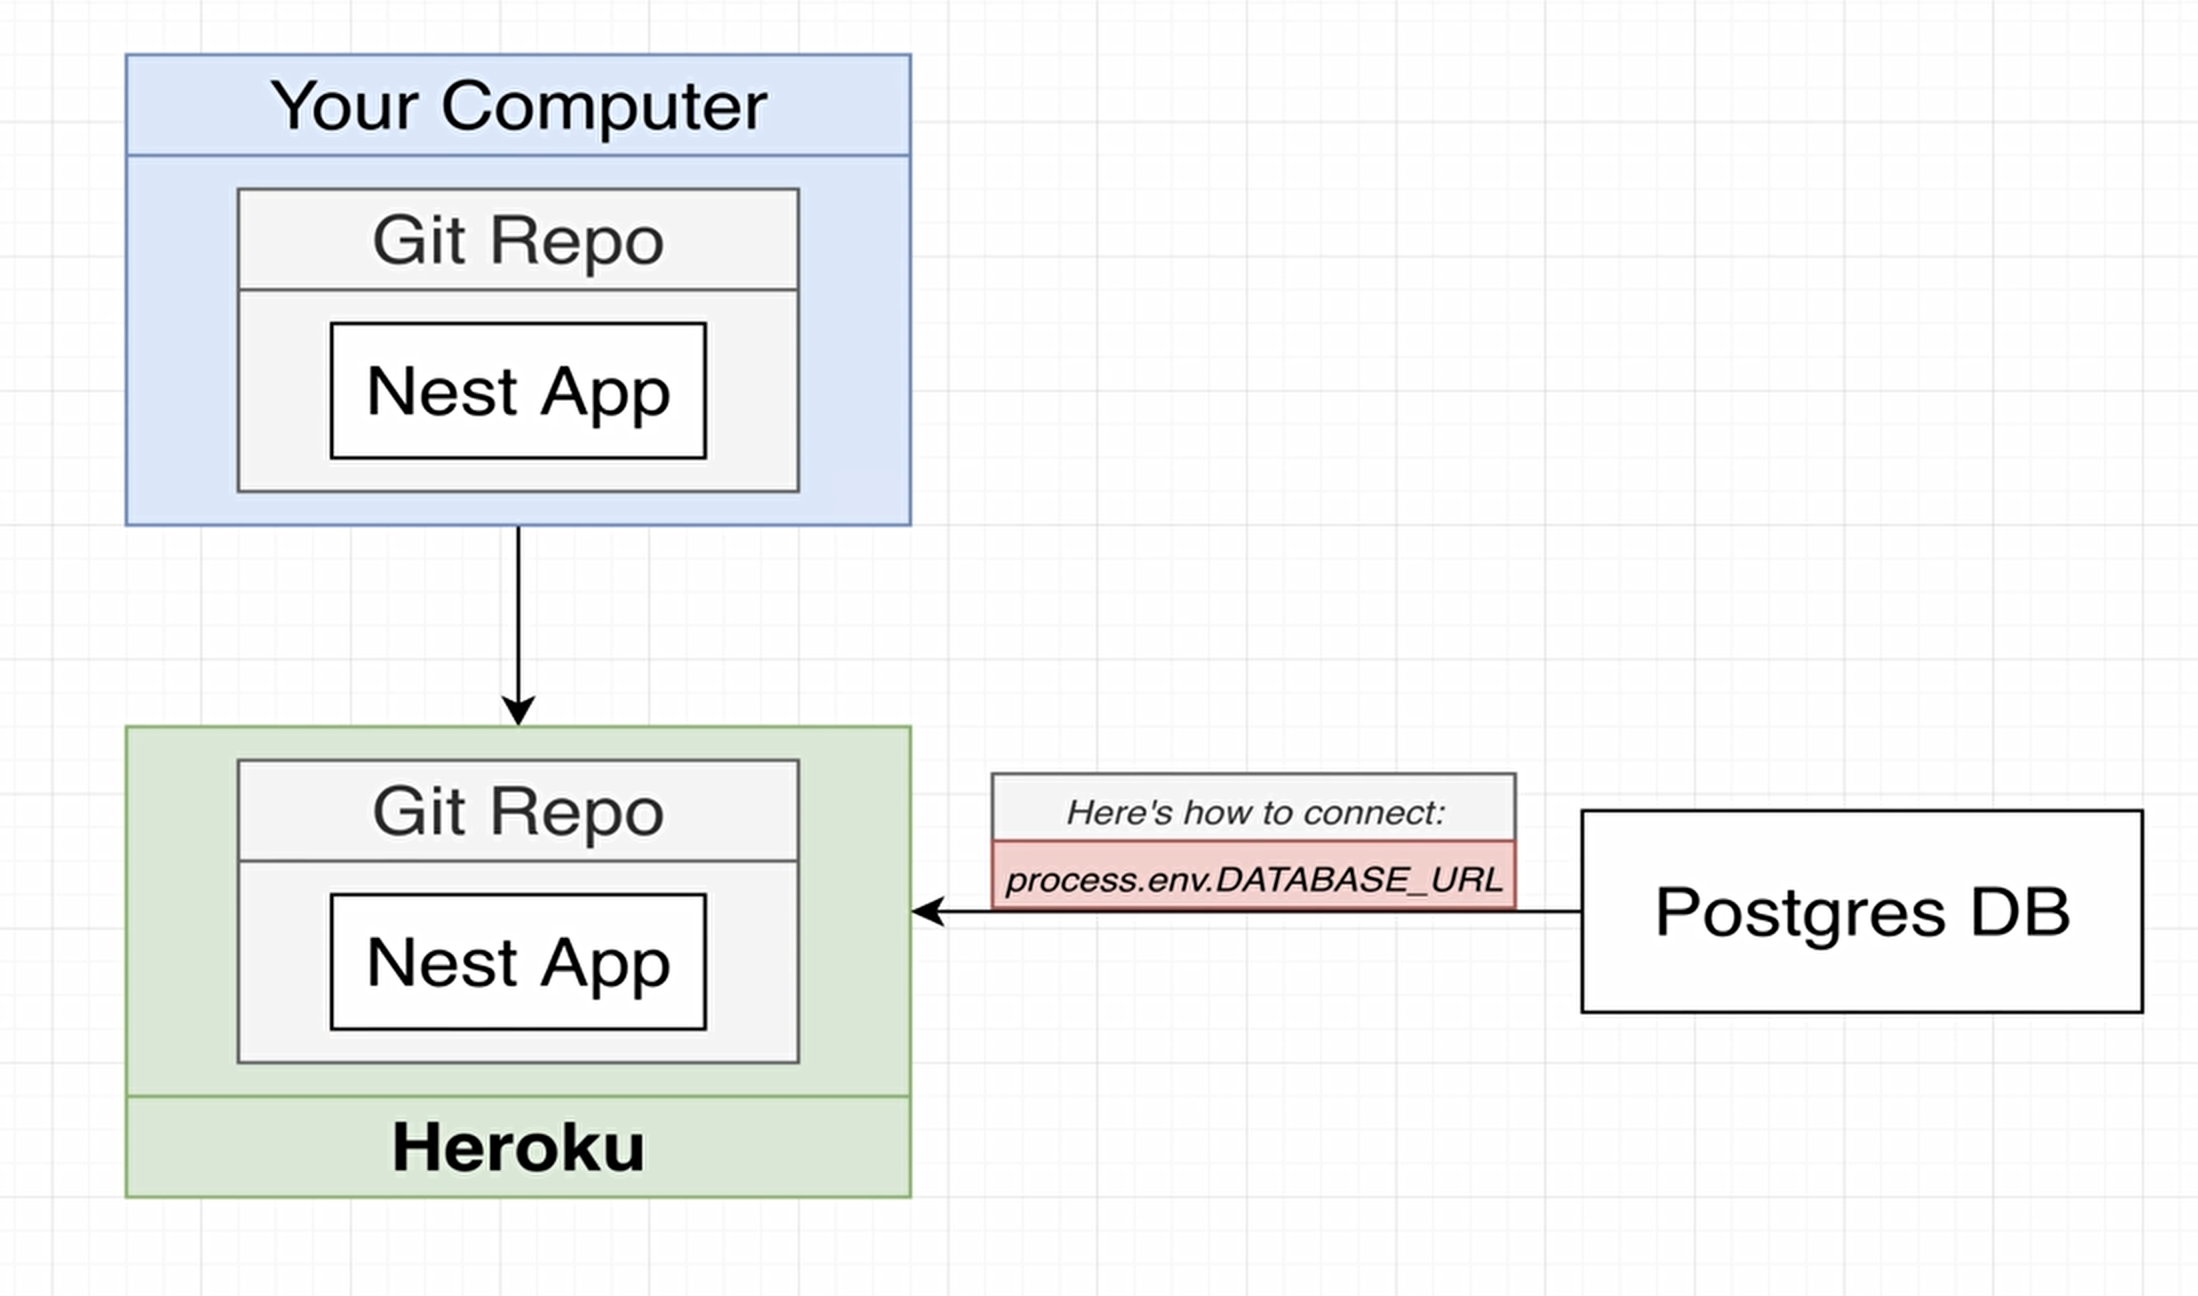 Your Computer
Git Repo
Nest App
Git Repo
Nest App
Heroku
Here's how to connect:
process.env.DATABASE_URL
Postgres DB